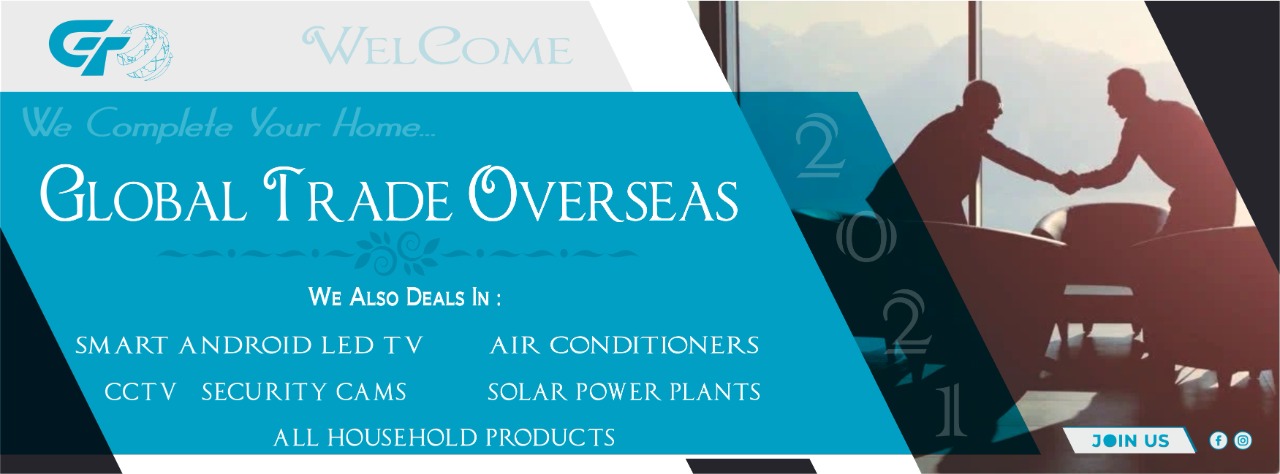 GT
WELCOME
We Complete Your Home...
GLOBAL TRADE OVERSEAS
WE ALSO DEALS IN :
SMART ANDROID LED TV AIR CONDITIONERS
CCTV SECURITY CAMS SOLAR POWER PLANTS
ALL HOUSEHOLD PRODUCTS
2
0
2
1
JOIN US